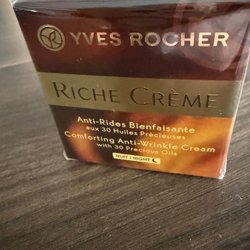 YVES ROCHER
RICHE CRÈME
Anti-Rides Bienfaisante
aux 30 Huiles Précieuses
Comforting Anti-Wrinkle Cream
with 30 Precious Oils
NUIT | NIGHT